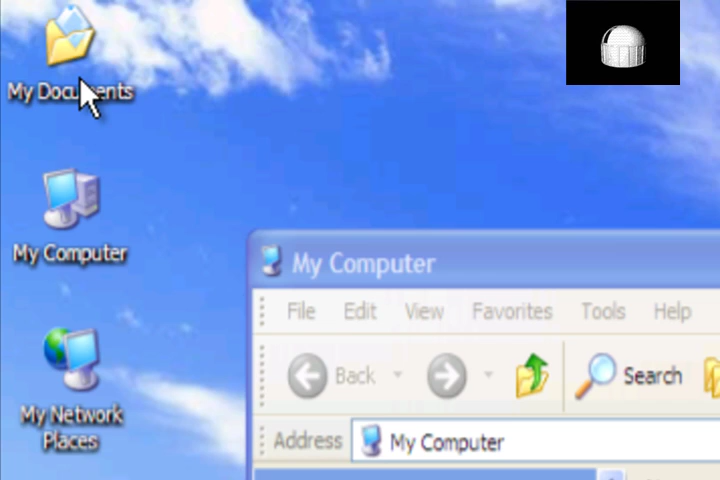 My Documents
My Computer
My Network
Places
My Computer
File Edit View Favorites Tools Help
Back Search
Address My Computer